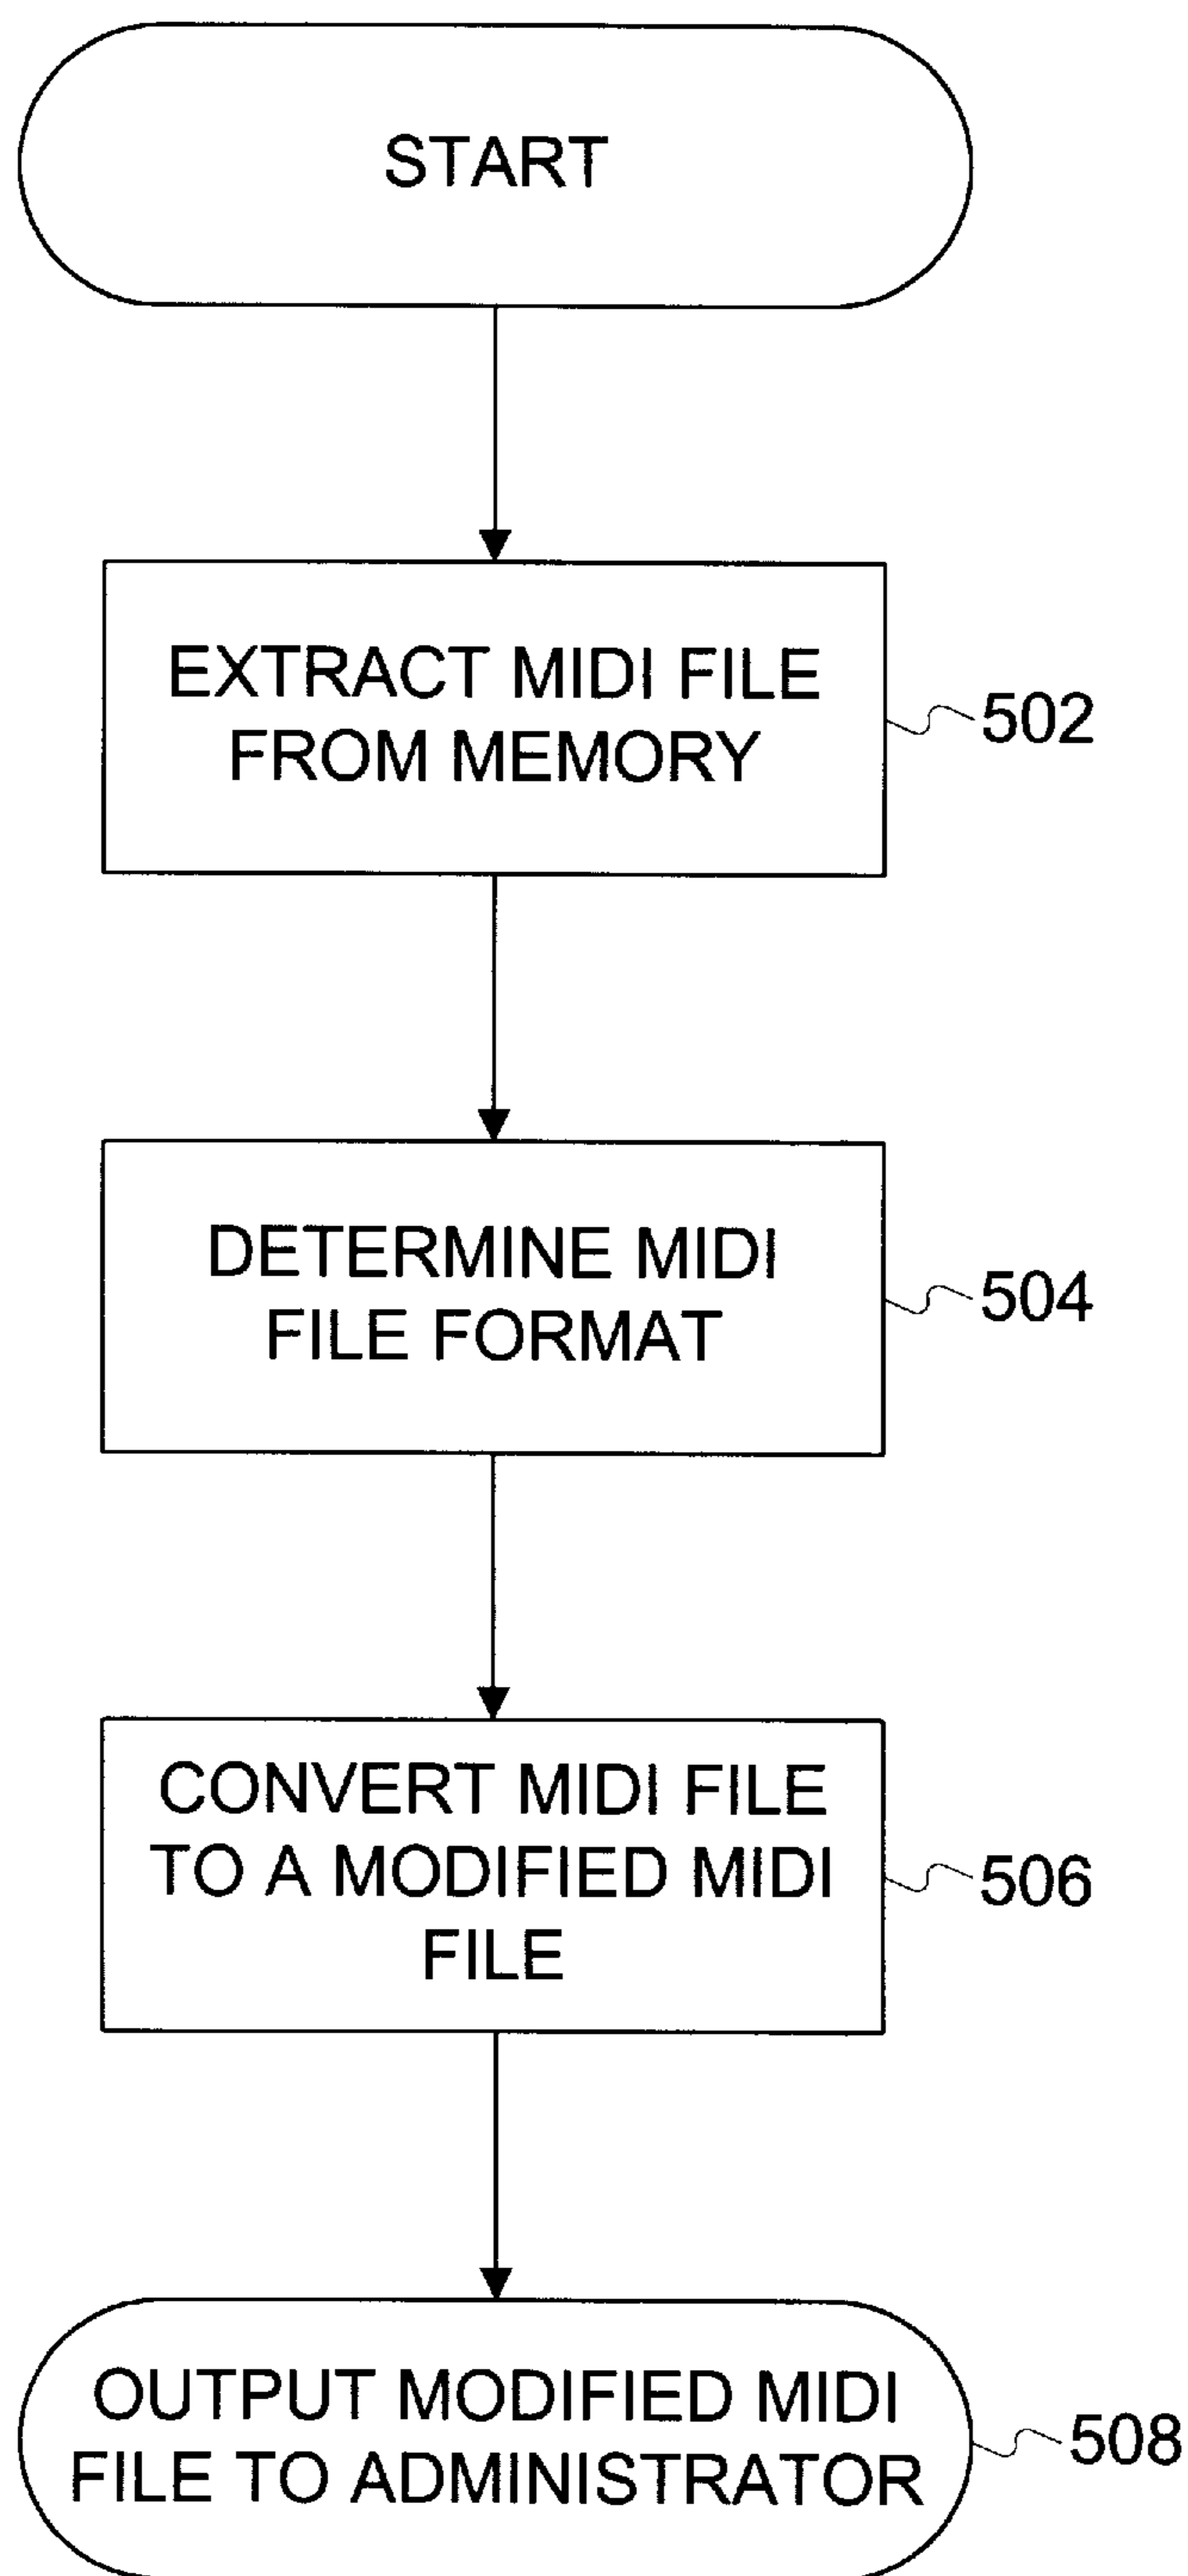 START
EXTRACT MIDI FILE
FROM MEMORY
502
DETERMINE MIDI
FILE FORMAT
504
CONVERT MIDI FILE
TO A MODIFIED MIDI
FILE
506
OUTPUT MODIFIED MIDI
FILE TO ADMINISTRATOR
508